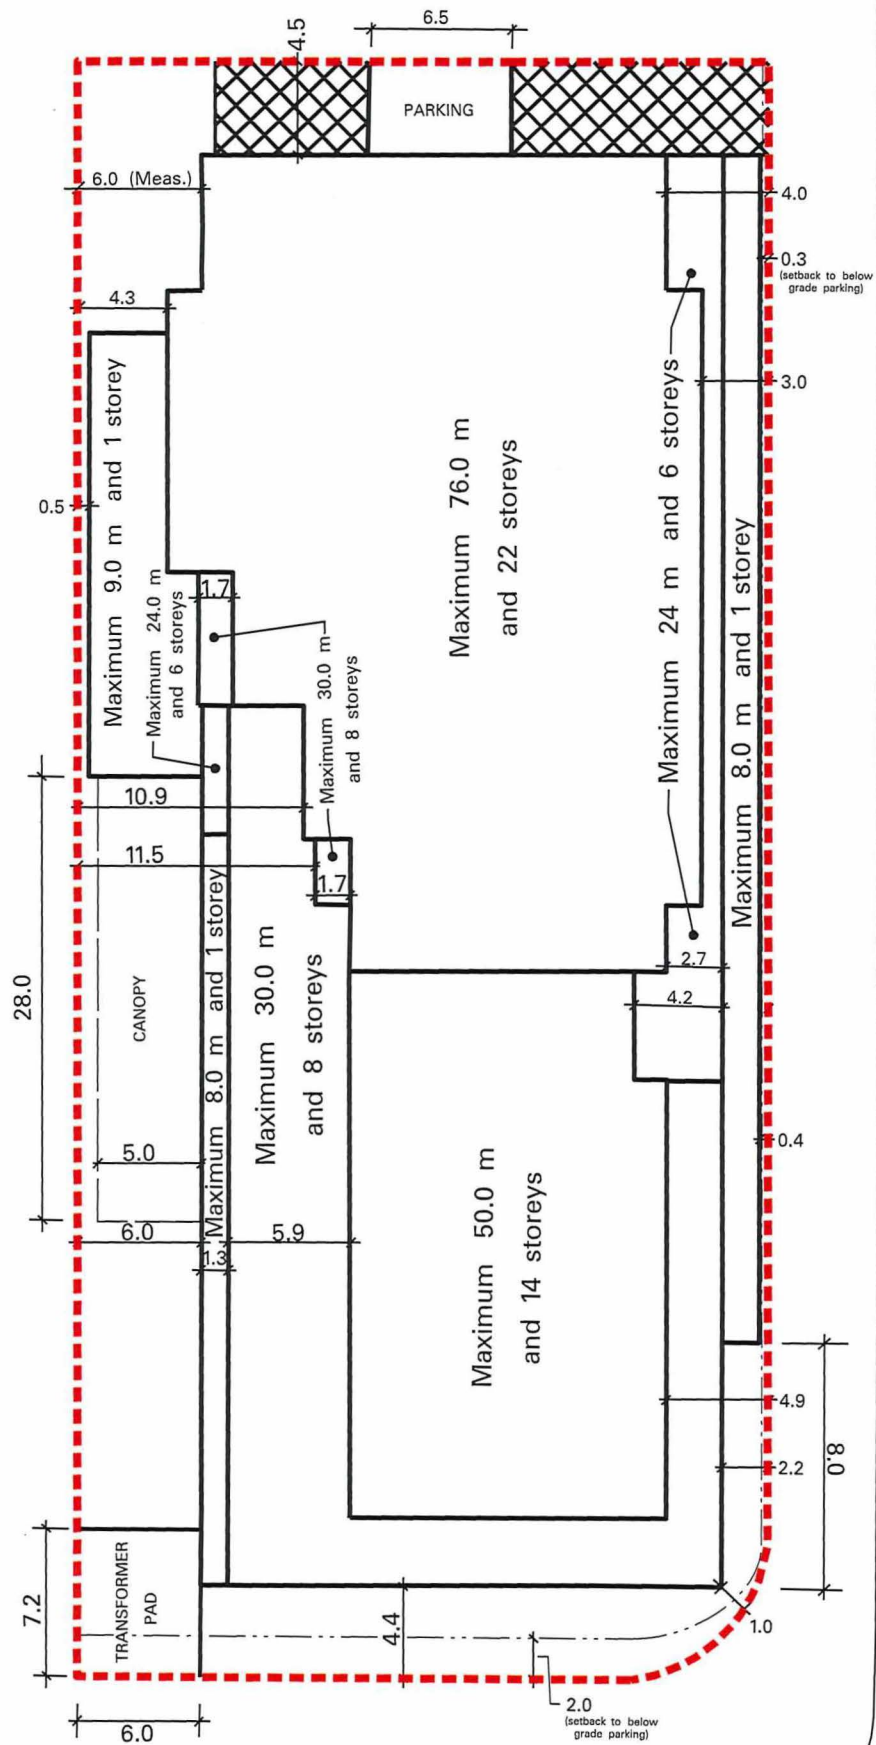 6.5
4.5
PARKING
6.0 (Meas.)
4.0
0.3
(setback to below
grade parking)
4.3
3.0
Maximum 9.0 m and 1 storey
Maximum 76.0 m
and 22 storeys
Maximum 24 m and 6 storeys
Maximum 8.0 m and 1 storey
0.5
1.7
Maximum 24.0 m
and 6 storeys
Maximum 30.0 m
and 8 storeys
10.9
11.5
1.7
28.0
CANOPY
Maximum 8.0 m and 1 storey
Maximum 30.0 m
and 8 storeys
2.7
4.2
0.4
5.0
6.0
5.9
1.3
Maximum 50.0 m
and 14 storeys
4.9
2.2
8.0
7.2
TRANSFORMER
PAD
4.4
1.0
2.0
(setback to below
grade parking)
6.0